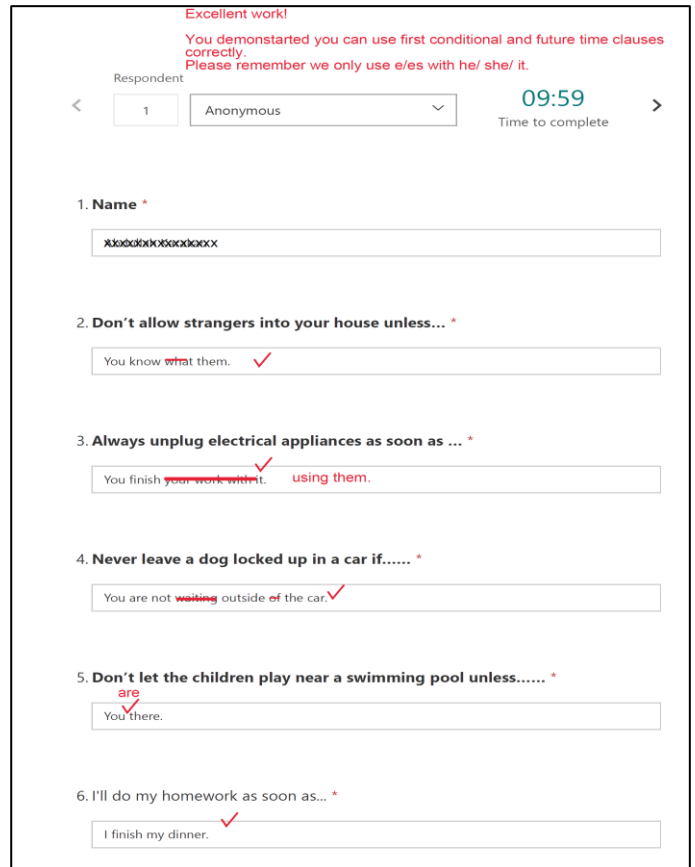 Excellent work!
You demonstarted you can use first conditional and future time clauses
correctly.
Please remember we only use e/es with he/ she/ it.
Respondent
< 1 Anonymous 09:59 >
Time to complete
1. Name *
2. Don't allow strangers into your house unless... *
You know what them.
3. Always unplug electrical appliances as soon as ... *
You finish your work with it. using them.
4. Never leave a dog locked up in a car if...... *
You are not waiting outside of the car.
5. Don't let the children play near a swimming pool unless...... *
are
You there.
6. I'll do my homework as soon as... *
I finish my dinner.